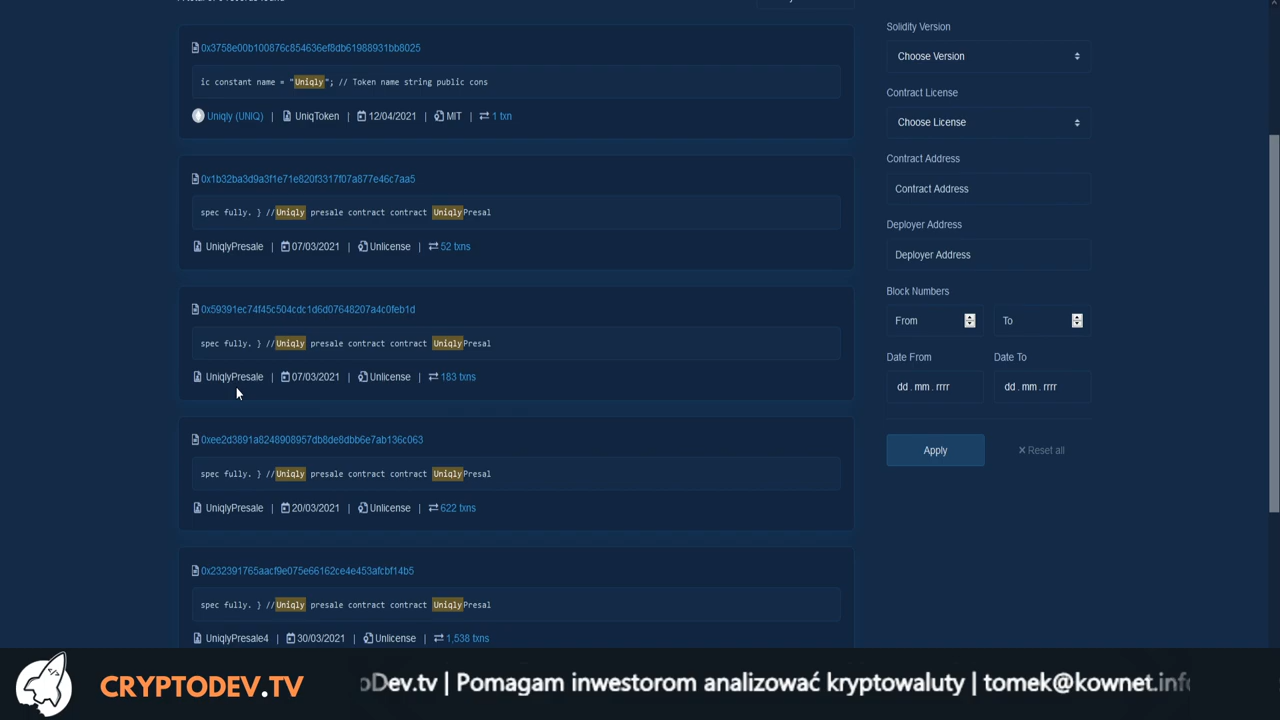 0x3758e00b100876c854636ef8db61988931bb8025
ic constant name = "Uniqly"; // Token name string public cons
Uniqly (UNIQ) | UniqToken | 12/04/2021 | MIT | 1 txn
0x1b32ba3d9a3f1e71e820f3317f07a877e46c7aa5
spec fully. } //Uniqly presale contract contract UniqlyPresal
UniqlyPresale | 07/03/2021 | Unlicense | 52 txns
0x59391ec74f45c504cdc1d6d07648207a4c0feb1d
spec fully. } //Uniqly presale contract contract UniqlyPresal
UniqlyPresale | 07/03/2021 | Unlicense | 183 txns
0xee2d3891a8248908957db8de8dbb6e7ab136c063
spec fully. } //Uniqly presale contract contract UniqlyPresal
UniqlyPresale | 20/03/2021 | Unlicense | 622 txns
0x232391765aacf9e075e66162ce4e453afcbf14b5
spec fully. } //Uniqly presale contract contract UniqlyPresal
UniqlyPresale4 | 30/03/2021 | Unlicense | 1,538 txns
Solidity Version
Choose Version
Contract License
Choose License
Contract Address
Contract Address
Deployer Address
Deployer Address
Block Numbers
From To
Date From Date To
dd . mm . rrrr dd . mm . rrrr
Apply Reset all
CRYPTODEV.TV
oDev.tv | Pomagam inwestorom analizować kryptowaluty | tomek@kownet.info